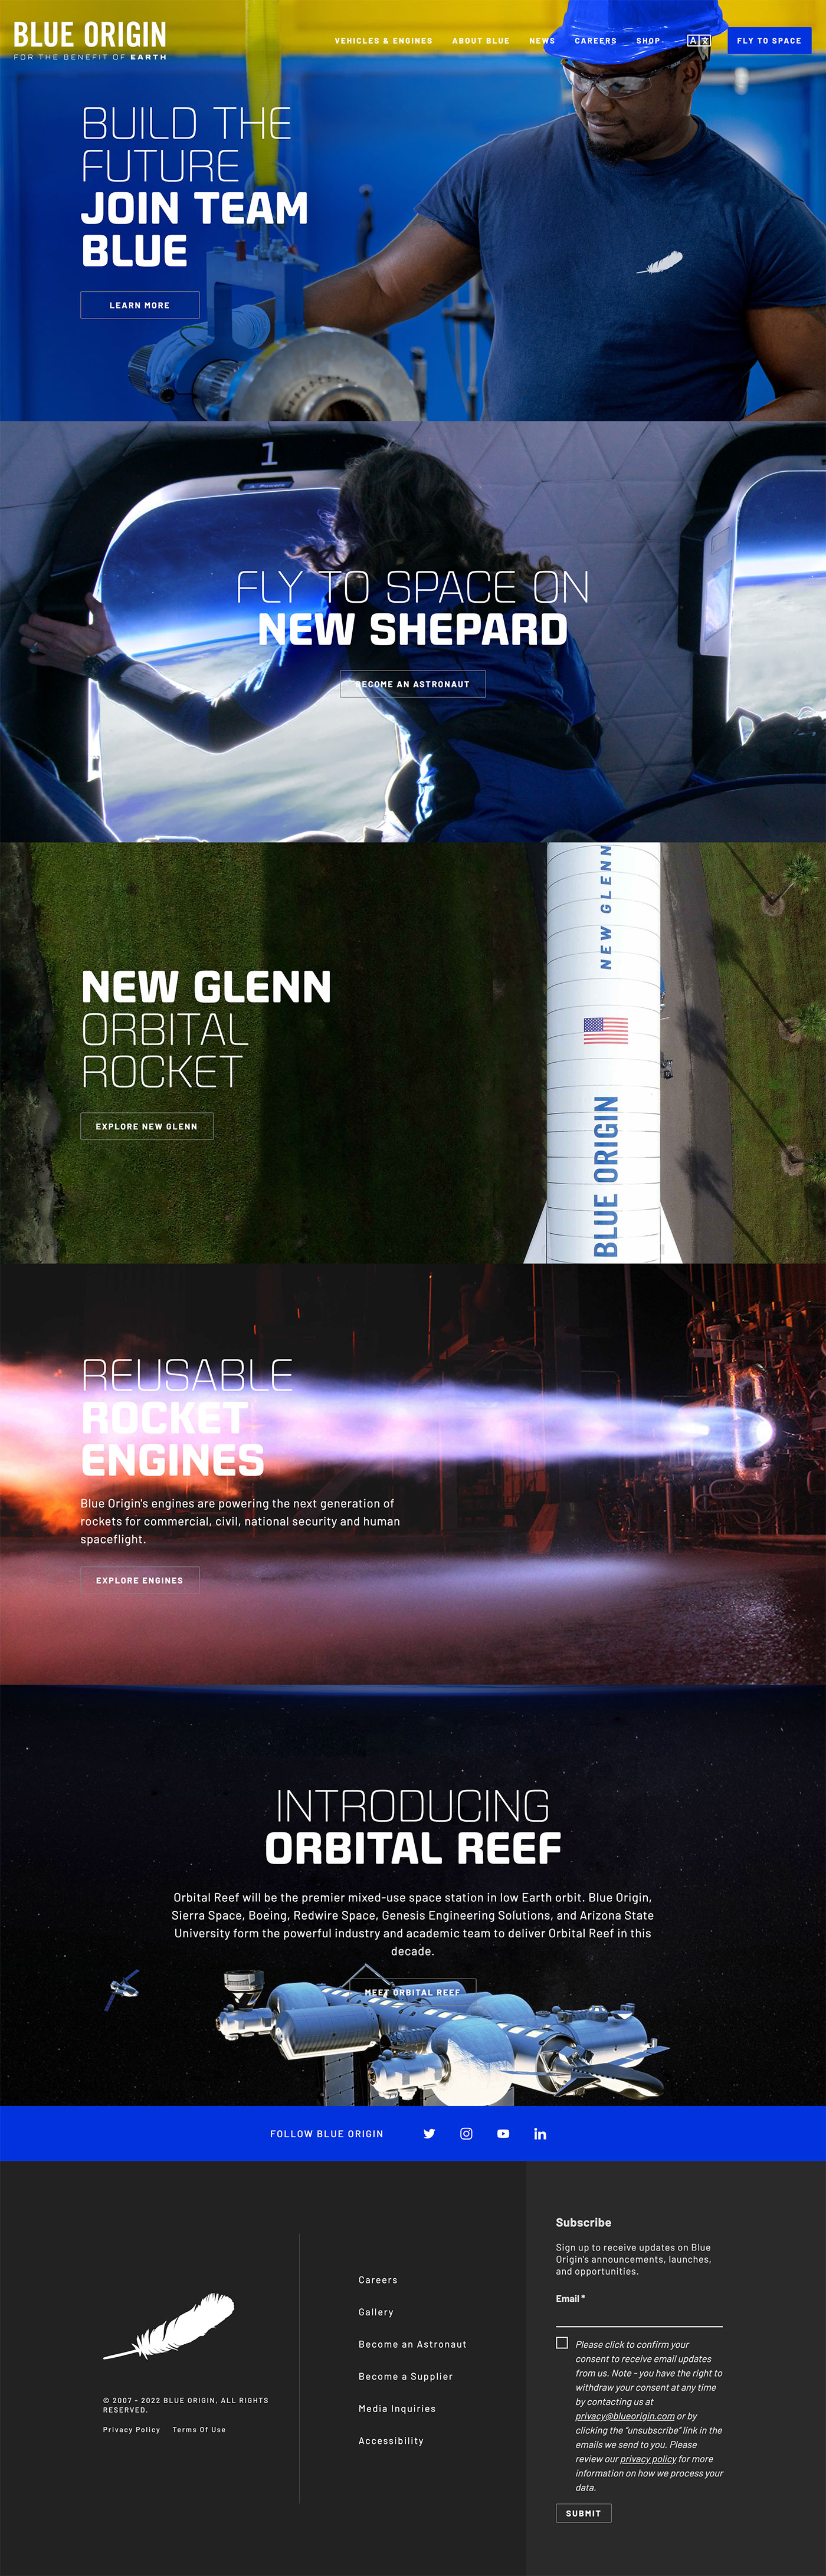 BLUE ORIGIN
FOR THE BENEFIT OF EARTH
VEHICLES & ENGINES ABOUT BLUE NEWS CAREERS SHOP A文 FLY TO SPACE
BUILD THE
FUTURE
JOIN TEAM
BLUE
LEARN MORE
1
FLY TO SPACE ON
NEW SHEPARD
BECOME AN ASTRONAUT
NEW GLENN
ORBITAL
ROCKET
EXPLORE NEW GLENN
NEW GLENN
BLUE ORIGIN
REUSABLE
ROCKET
ENGINES
Blue Origin's engines are powering the next generation of
rockets for commercial, civil, national security and human
spaceflight.
EXPLORE ENGINES
INTRODUCING
ORBITAL REEF
Orbital Reef will be the premier mixed-use space station in low Earth orbit. Blue Origin,
Sierra Space, Boeing, Redwire Space, Genesis Engineering Solutions, and Arizona State
University form the powerful industry and academic team to deliver Orbital Reef in this
decade.
MEET ORBITAL REEF
FOLLOW BLUE ORIGIN
© 2007 - 2022 BLUE ORIGIN, ALL RIGHTS
RESERVED.
Privacy Policy Terms Of Use
Careers
Gallery
Become an Astronaut
Become a Supplier
Media Inquiries
Accessibility
Subscribe
Sign up to receive updates on Blue
Origin's announcements, launches,
and opportunities.
Email *
Please click to confirm your
consent to receive email updates
from us. Note - you have the right to
withdraw your consent at any time
by contacting us at
privacy@blueorigin.com or by
clicking the "unsubscribe" link in the
emails we send to you. Please
review our privacy policy for more
information on how we process your
data.
SUBMIT